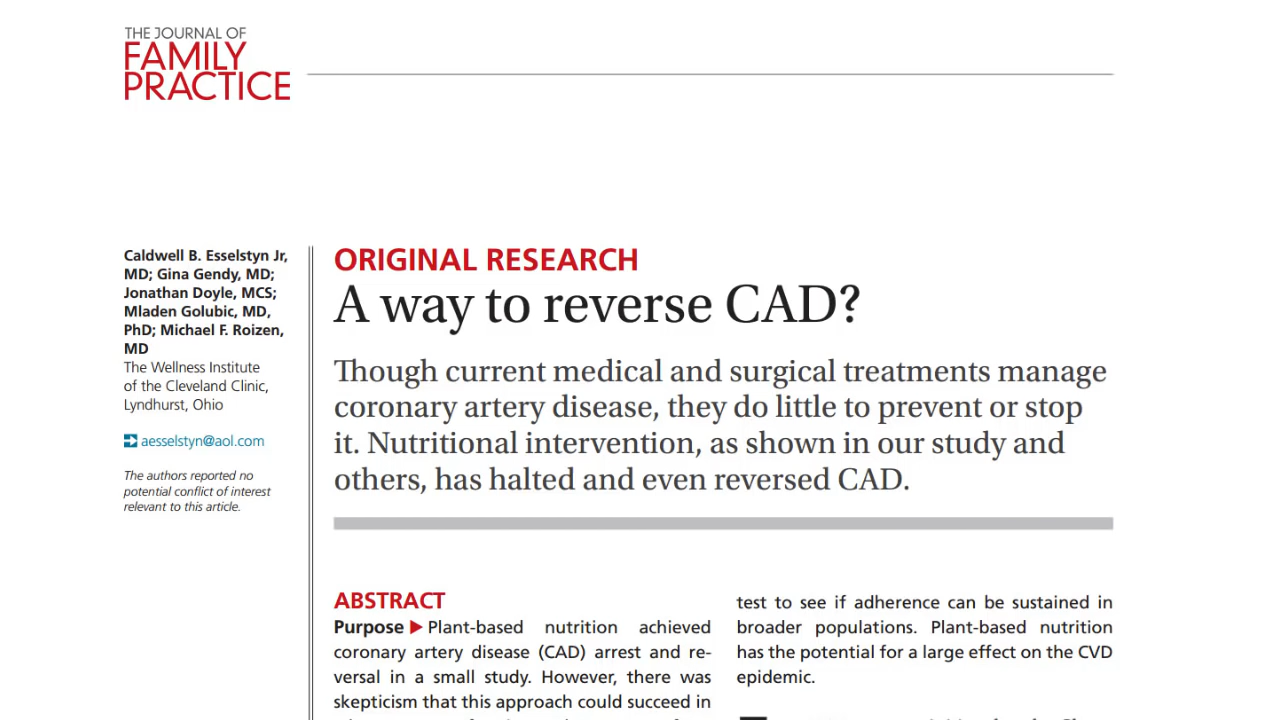 THE JOURNAL OF
FAMILY
PRACTICE
Caldwell B. Esselstyn Jr,
MD; Gina Gendy, MD;
Jonathan Doyle, MCS;
Mladen Golubic, MD,
PhD; Michael F. Roizen,
MD
The Wellness Institute
of the Cleveland Clinic,
Lyndhurst, Ohio
aesselstyn@aol.com
The authors reported no
potential conflict of interest
relevant to this article.
ORIGINAL RESEARCH
A way to reverse CAD?
Though current medical and surgical treatments manage
coronary artery disease, they do little to prevent or stop
it. Nutritional intervention, as shown in our study and
others, has halted and even reversed CAD.
ABSTRACT
Purpose ▶ Plant-based nutrition achieved
coronary artery disease (CAD) arrest and re-
versal in a small study. However, there was
skepticism that this approach could succeed in
test to see if adherence can be sustained in
broader populations. Plant-based nutrition
has the potential for a large effect on the CVD
epidemic.